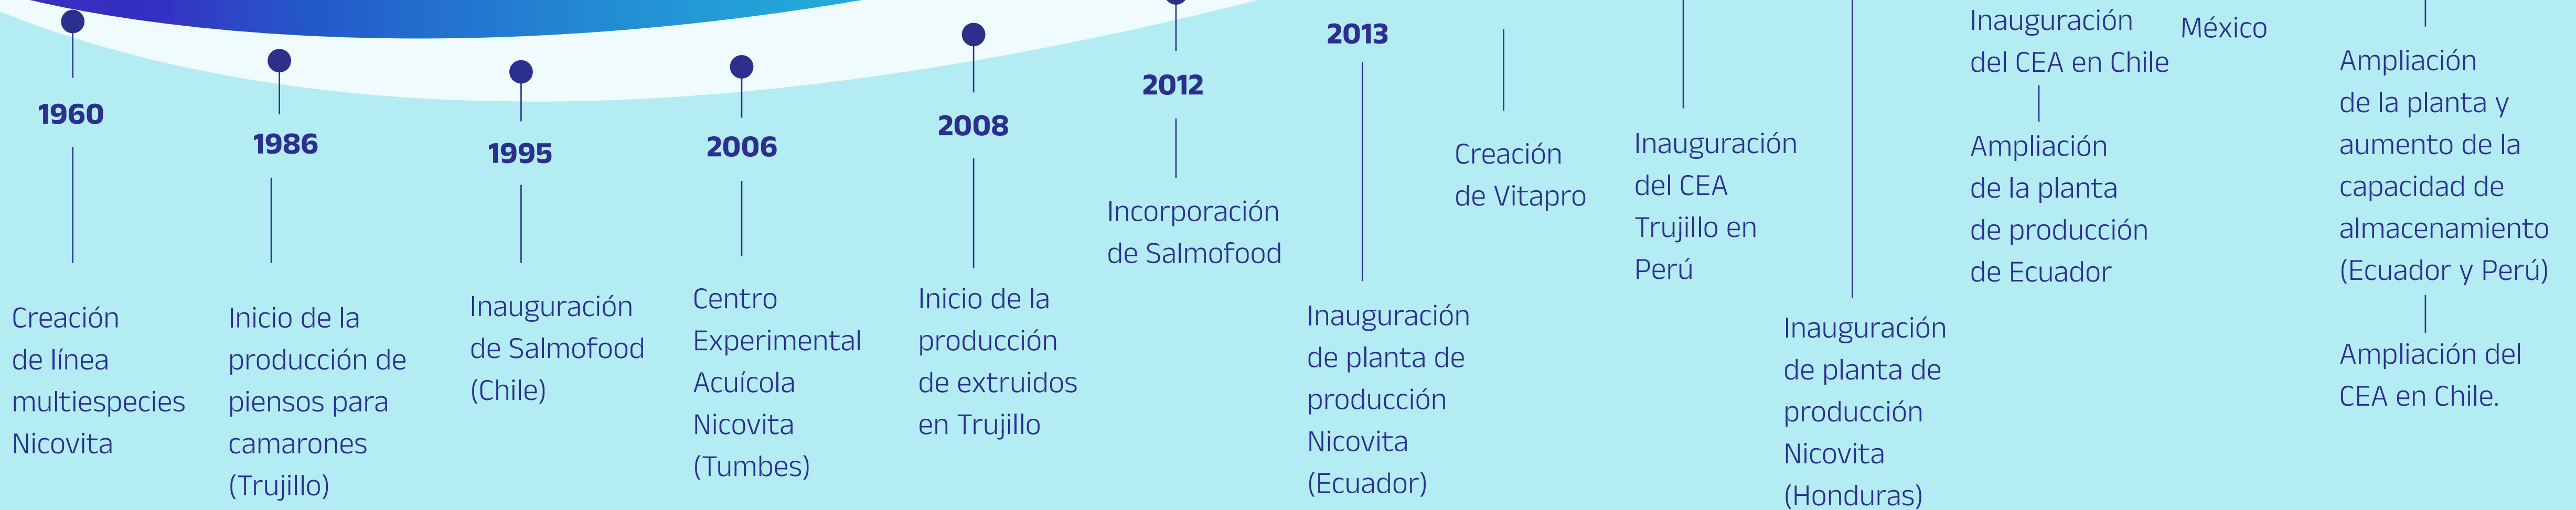 1960
Creación
de línea
multiespecies
Nicovita
1986
Inicio de la
producción de
piensos para
camarones
(Trujillo)
1995
Inauguración
de Salmofood
(Chile)
2006
Centro
Experimental
Acuícola
Nicovita
(Tumbes)
2008
Inicio de la
producción
de extruidos
en Trujillo
2012
Incorporación
de Salmofood
2013
Inauguración
de planta de
producción
Nicovita
(Ecuador)
Creación
de Vitapro
Inauguración
del CEA
Trujillo en
Perú
Inauguración
de planta de
producción
Nicovita
(Honduras)
Inauguración
del CEA en Chile
Ampliación
de la planta
de producción
de Ecuador
México
Ampliación
de la planta y
aumento de la
capacidad de
almacenamiento
(Ecuador y Perú)
Ampliación del
CEA en Chile.